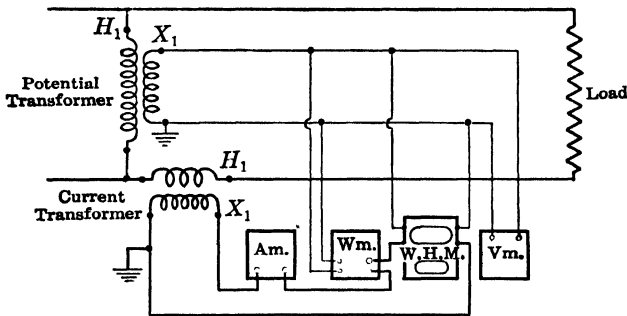 H₁
X₁
Potential
Transformer
Load
H₁
Current
Transformer
X₁
Am.
Wm.
W.H.M.
Vm.